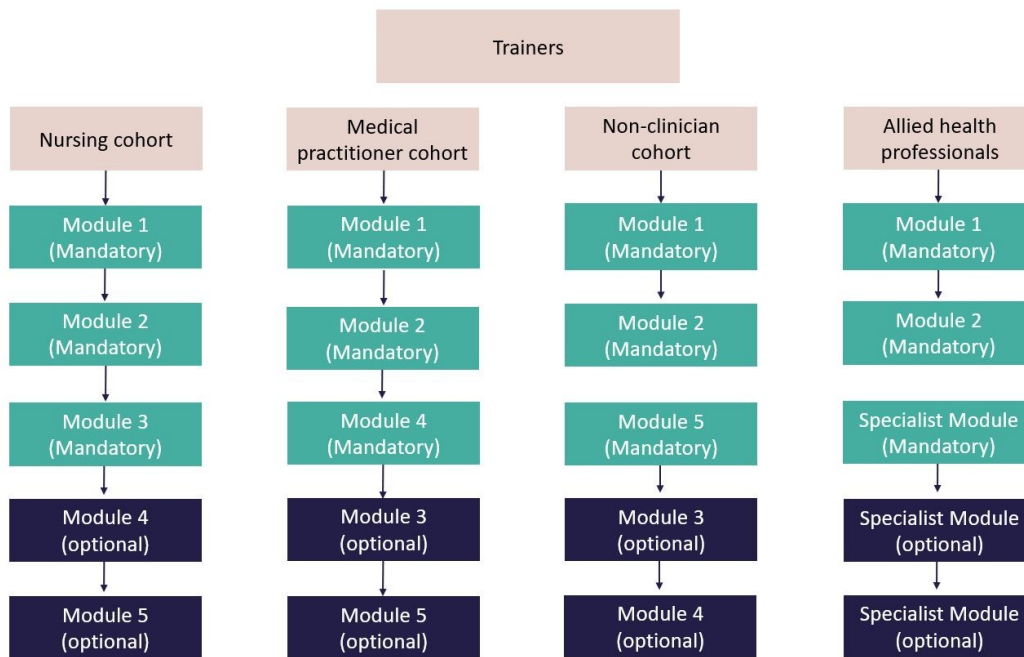 Trainers
Nursing cohort
Medical
practitioner cohort
Non-clinician
cohort
Allied health
professionals
Module 1
(Mandatory)
Module 1
(Mandatory)
Module 1
(Mandatory)
Module 1
(Mandatory)
Module 2
(Mandatory)
Module 2
(Mandatory)
Module 2
(Mandatory)
Module 2
(Mandatory)
Module 3
(Mandatory)
Module 4
(Mandatory)
Module 5
(Mandatory)
Specialist Module
(Mandatory)
Module 4
(optional)
Module 3
(optional)
Module 3
(optional)
Specialist Module
(optional)
Module 5
(optional)
Module 5
(optional)
Module 4
(optional)
Specialist Module
(optional)